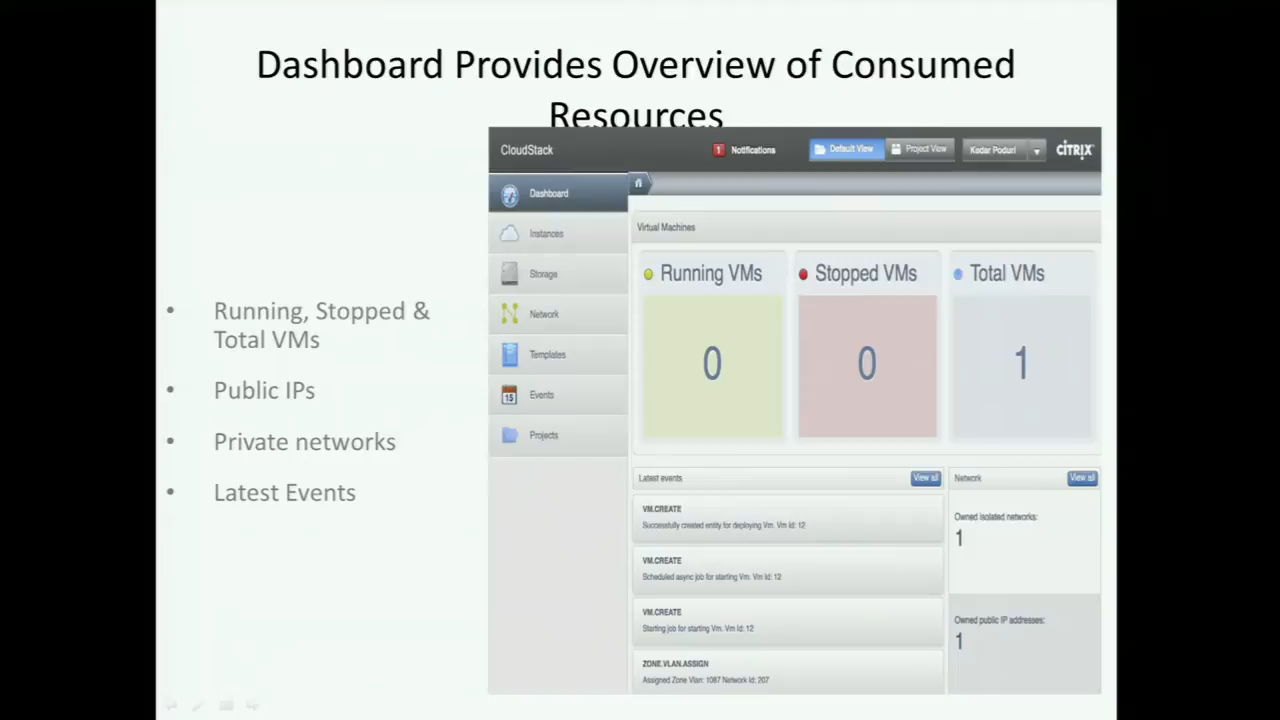 Dashboard Provides Overview of Consumed
Resources
Running, Stopped &
Total VMs
Public IPs
Private networks
Latest Events
CloudStack
1 Notifications
Default View
Project View
Kedar Poduri
CITRIX
Dashboard
Instances
Storage
Network
Templates
Events
15
Projects
Virtual Machines
Running VMs
0
Stopped VMs
0
Total VMs
1
Latest events
View all
VM.CREATE
Successfully created entity for deploying Vm. Vm Id: 12
VM.CREATE
Scheduled async job for starting Vm. Vm Id: 12
VM.CREATE
Starting job for starting Vm. Vm Id: 12
ZONE.VLAN.ASSIGN
Assigned Zone Vlan: 1087 Network Id: 207
Network
View all
Owned isolated networks:
1
Owned public IP addresses:
1